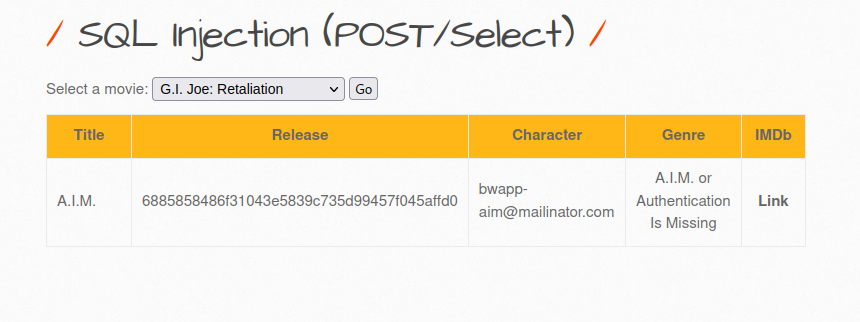 / SQL Injection (POST/Select) /
Select a movie: G.I. Joe: Retaliation Go
Title Release Character Genre IMDb
A.I.M. 6885858486f31043e5839c735d99457f045affd0 bwapp-
aim@mailinator.com A.I.M. or
Authentication
Is Missing Link